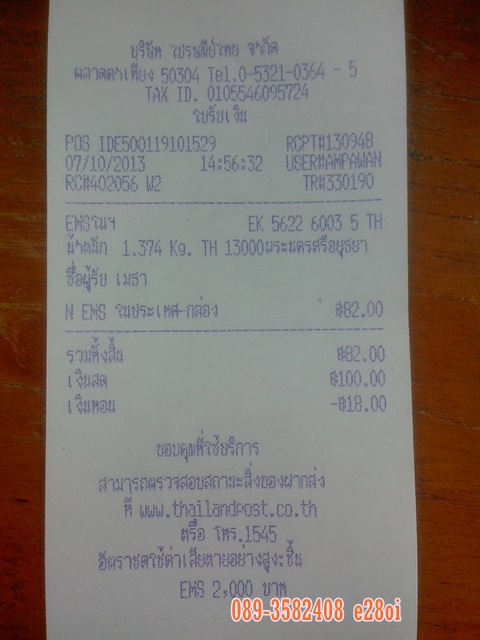 บริษัท ไปรษณีย์ไทย จำกัด
ตลาดคำเที่ยง 50304 Tel.0-5321-0364 - 5
TAX ID. 0105546095724
ใบรับเงิน
POS IDE500119101529 RCPT#130948
07/10/2013 14:56:32 USER#AMPAWAN
RC#402056 W2 TR#330190
EMSในฯ EK 5622 6003 5 TH
น้ำหนัก 1.374 Kg. TH 13000พระนครศรีอยุธยา
ชื่อผู้รับ เมธา
N EMS ในประเทศ-กล่อง ฿82.00
รวมทั้งสิ้น ฿82.00
เงินสด ฿100.00
เงินทอน -฿18.00
ขอบคุณที่ใช้บริการ
สามารถตรวจสอบสถานะสิ่งของฝากส่ง
ที่ www.thailandpost.co.th
หรือ โทร.1545
อัตราชดใช้ค่าเสียหายอย่างสูง:ชิ้น
EMS 2,000 บาท
089-3582408 e28oi